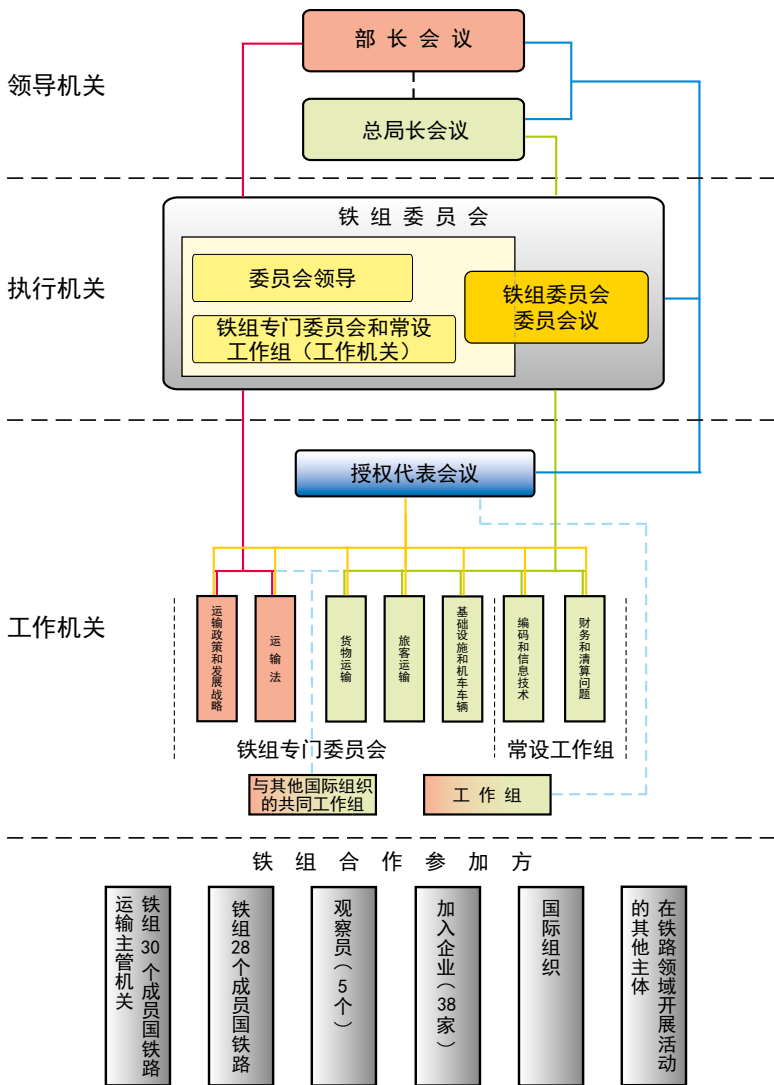 部长会议
领导机关
总局长会议
铁组委员会
委员会领导
执行机关
铁组委员会
委员会议
铁组专门委员会和常设
工作组（工作机关）
授权代表会议
工作机关
运输政策和发展战略
运输法
货物运输
旅客运输
基础设施和机车车辆
编码和信息技术
财务和清算问题
铁组专门委员会
常设工作组
与其他国际组织
的共同工作组
工作组
铁组合作参加方
铁组30个成员国铁路
运输主管机关
铁组28个成员国铁路
观察员（5个）
加入企业（38家）
国际组织
在铁路领域开展活动
的其他主体